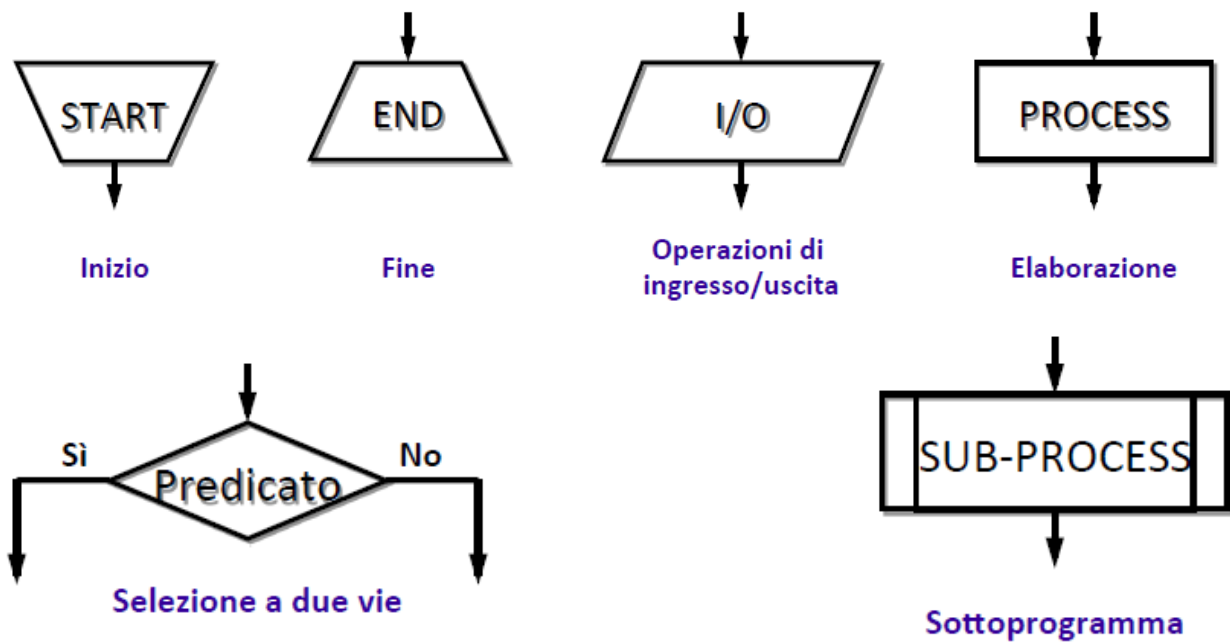 START
END
I/O
PROCESS
Inizio
Fine
Operazioni di
ingresso/uscita
Elaborazione
Sì
Predicato
No
SUB-PROCESS
Selezione a due vie
Sottoprogramma